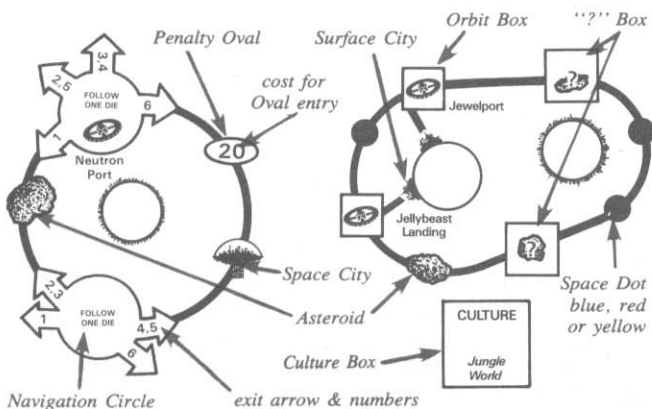 Penalty Oval
Surface City
Orbit Box
"?" Box
3,4
2,5
FOLLOW
ONE DIE
6
1
Neutron
Port
cost for
Oval entry
20
?
Jewelport
Jellybeast
Landing
?
Space City
Asteroid
Space Dot
blue, red
or yellow
2,3
1
FOLLOW
ONE DIE
4,5
6
CULTURE
Jungle
World
Culture Box
Navigation Circle
exit arrow & numbers